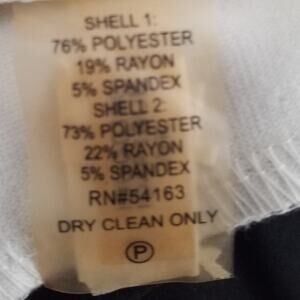 SHELL 1:
76% POLYESTER
19% RAYON
5% SPANDEX
SHELL 2:
73% POLYESTER
22% RAYON
5% SPANDEX
RN#54163
DRY CLEAN ONLY
P